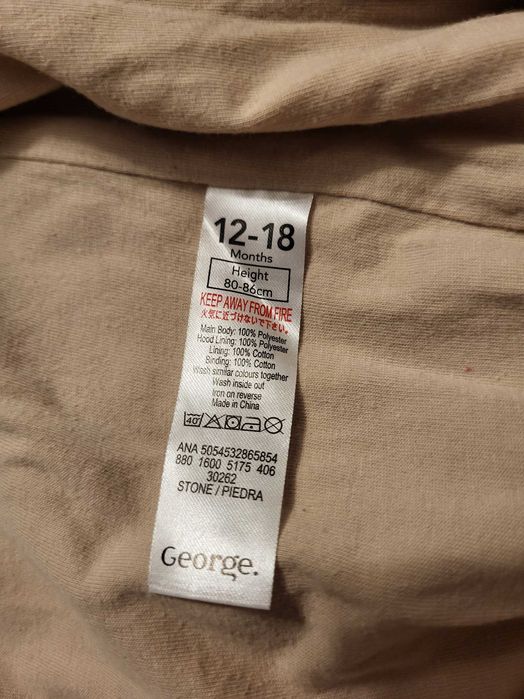 12-18
Months
Height
80-86cm
KEEP AWAY FROM FIRE
火気に近づけないで下さい。
Main Body: 100% Polyester
Hood Lining: 100% Polyester
Lining: 100% Cotton
Binding: 100% Cotton
Wash similar colours together
Wash inside out
Iron on reverse
Made in China
40°
ANA 5054532865854
880 1600 5175 406
30262
STONE / PIEDRA
George.